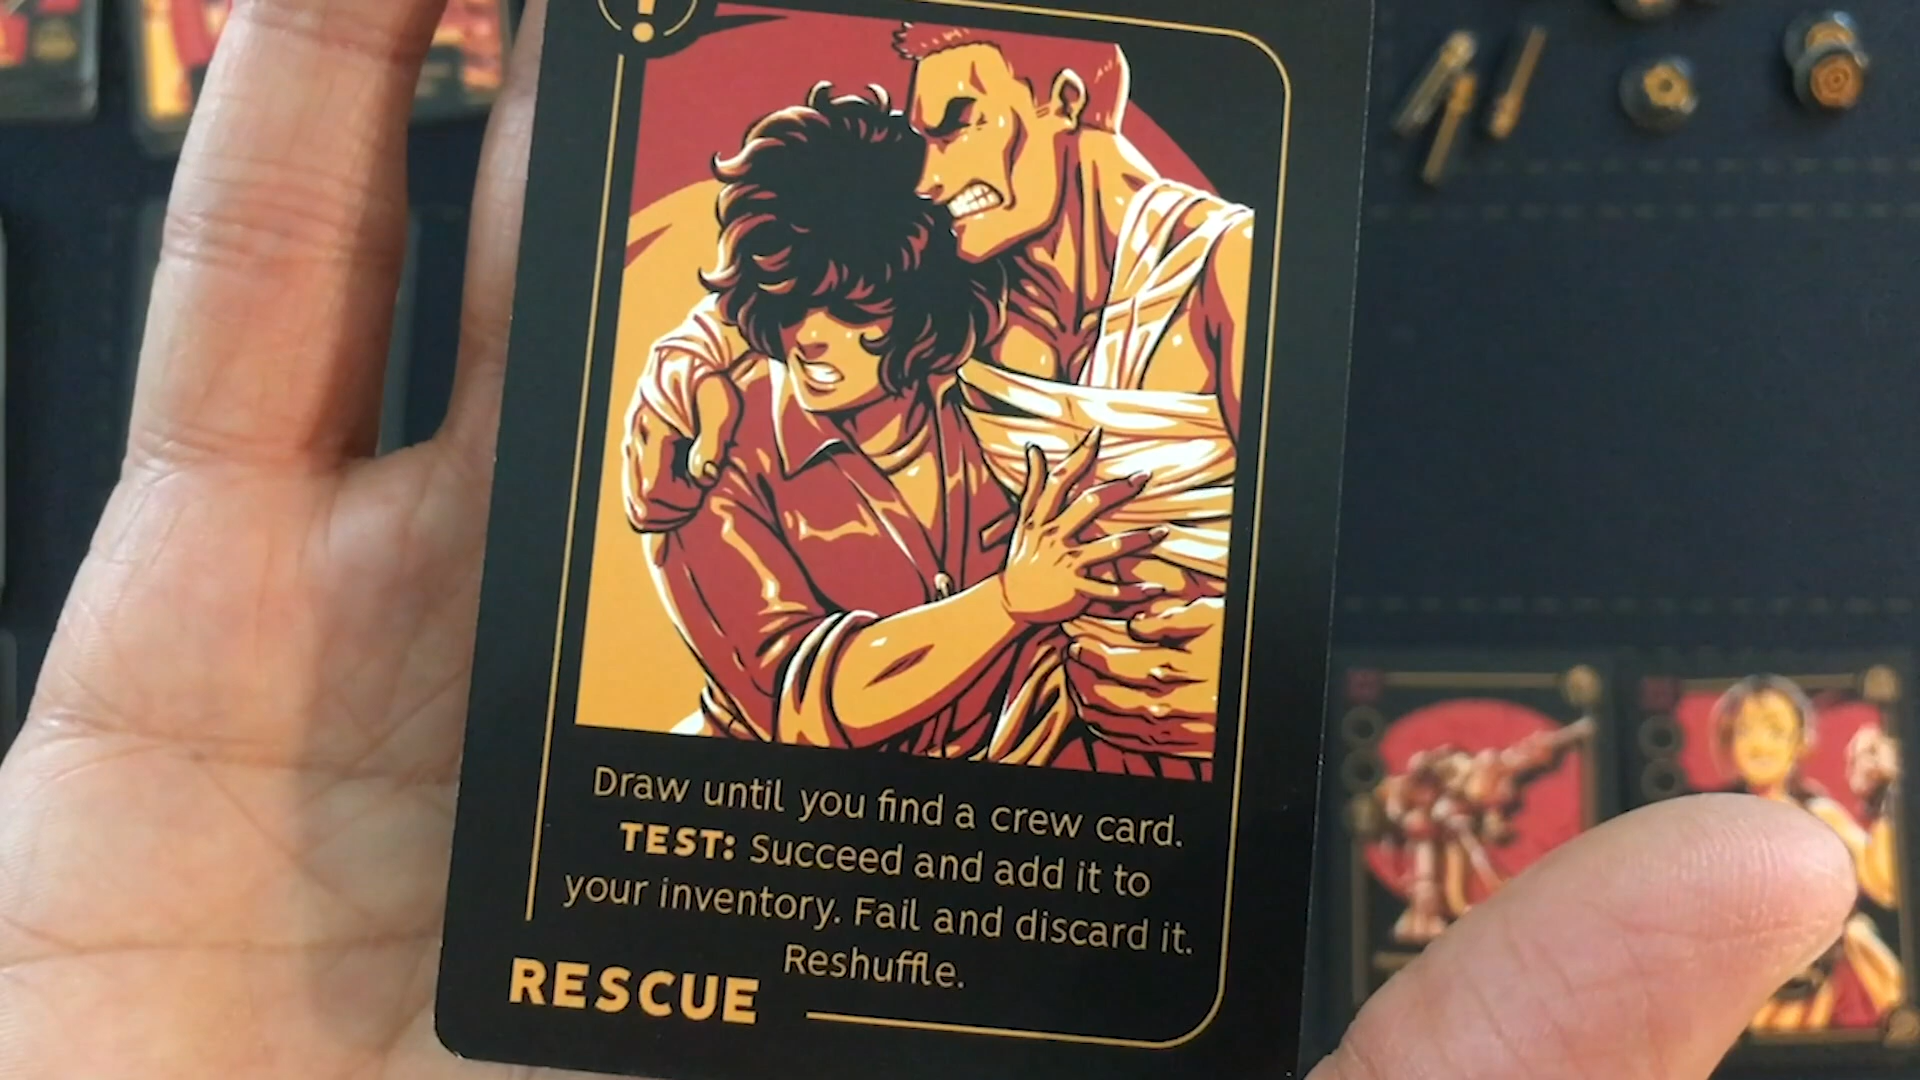 !
Draw until you find a crew card.
TEST: Succeed and add it to
your inventory. Fail and discard it.
Reshuffle.
RESCUE